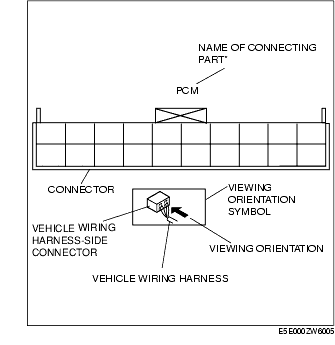 NAME OF CONNECTING
PART*
PCM
CONNECTOR
VIEWING
ORIENTATION
SYMBOL
VEHICLE WIRING
HARNESS-SIDE
CONNECTOR
VIEWING ORIENTATION
VEHICLE WIRING HARNESS
E5E000ZW6005